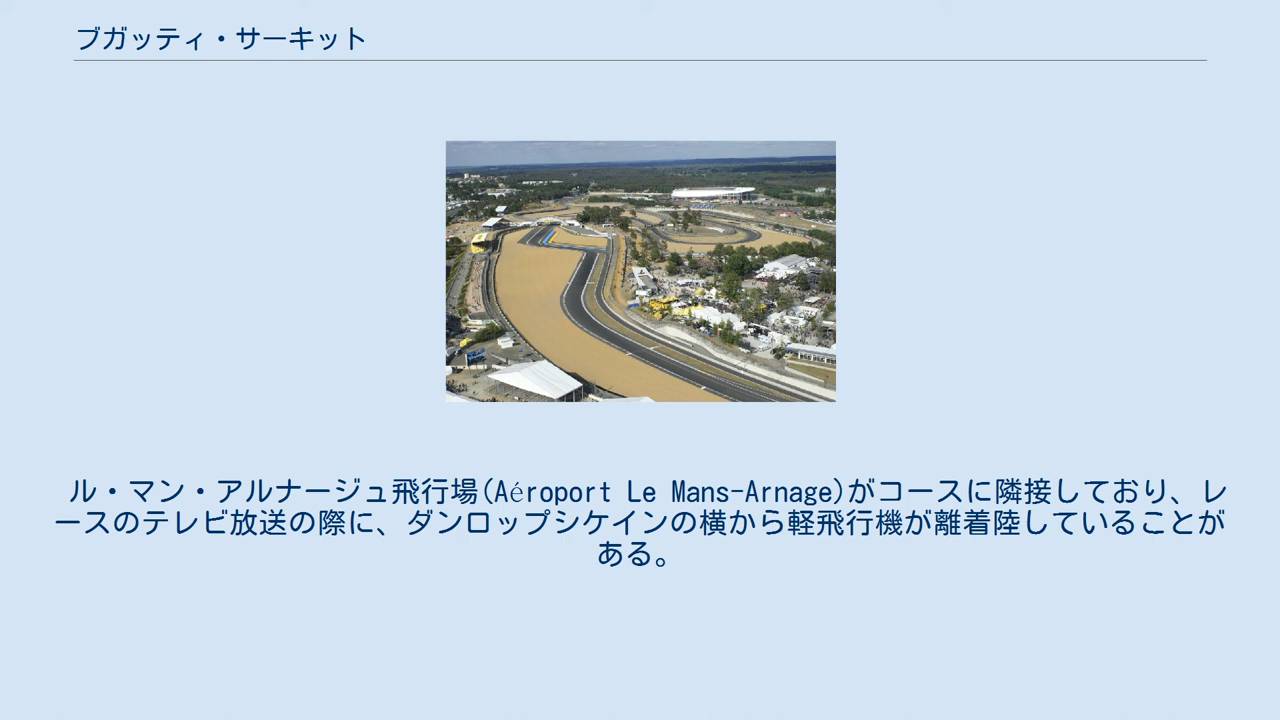 ブガッティ・サーキット
ル・マン・アルナージュ飛行場(Aéroport Le Mans-Arnage)がコースに隣接しており、レ
ースのテレビ放送の際に、ダンロップシケインの横から軽飛行機が離着陸していることが
ある。